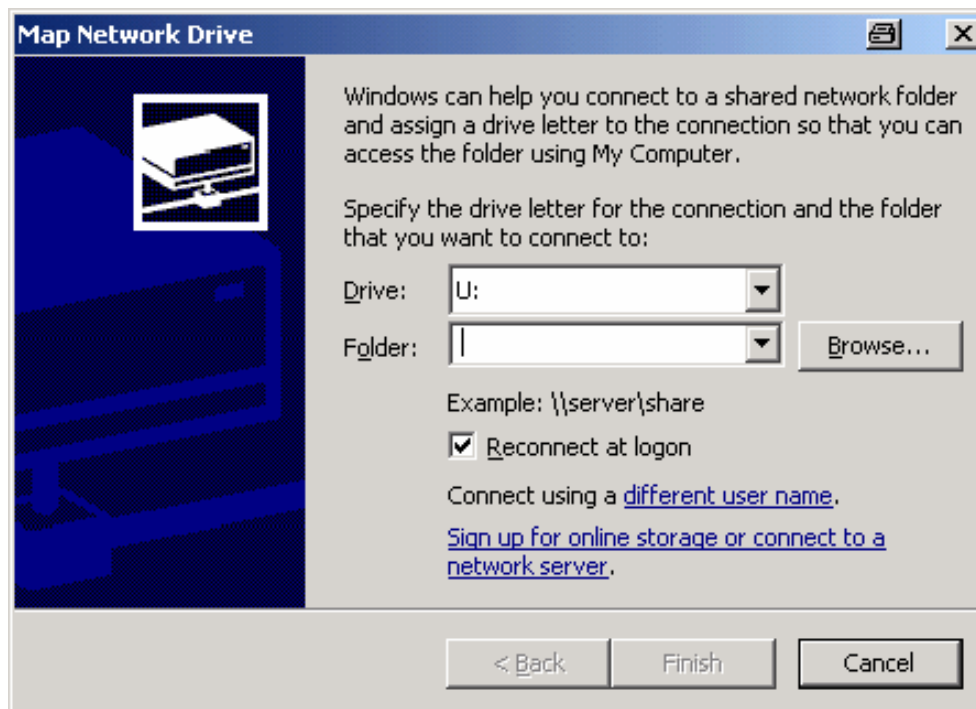 Map Network Drive
Windows can help you connect to a shared network folder
and assign a drive letter to the connection so that you can
access the folder using My Computer.
Specify the drive letter for the connection and the folder
that you want to connect to:
Drive: U:
Folder: Browse...
Example: \\server\share
Reconnect at logon
Connect using a different user name.
Sign up for online storage or connect to a
network server.
< Back Finish Cancel